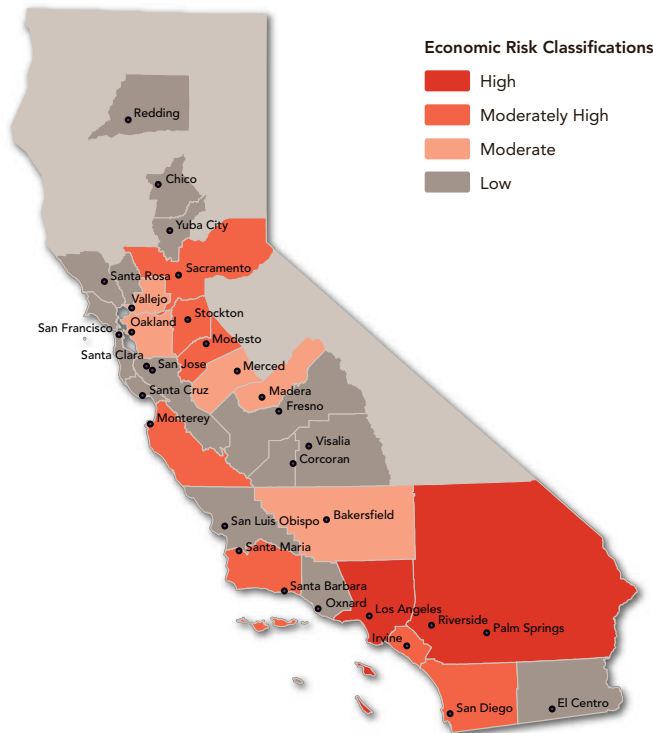 Economic Risk Classifications
High
Moderately High
Moderate
Low
Redding
Chico
Yuba City
Sacramento
Santa Rosa
Vallejo
Stockton
San Francisco
Oakland
Modesto
Santa Clara
San Jose
Merced
Santa Cruz
Madera
Fresno
Monterey
Visalia
Corcoran
San Luis Obispo
Bakersfield
Santa Maria
Santa Barbara
Oxnard
Los Angeles
Riverside
Palm Springs
Irvine
San Diego
El Centro